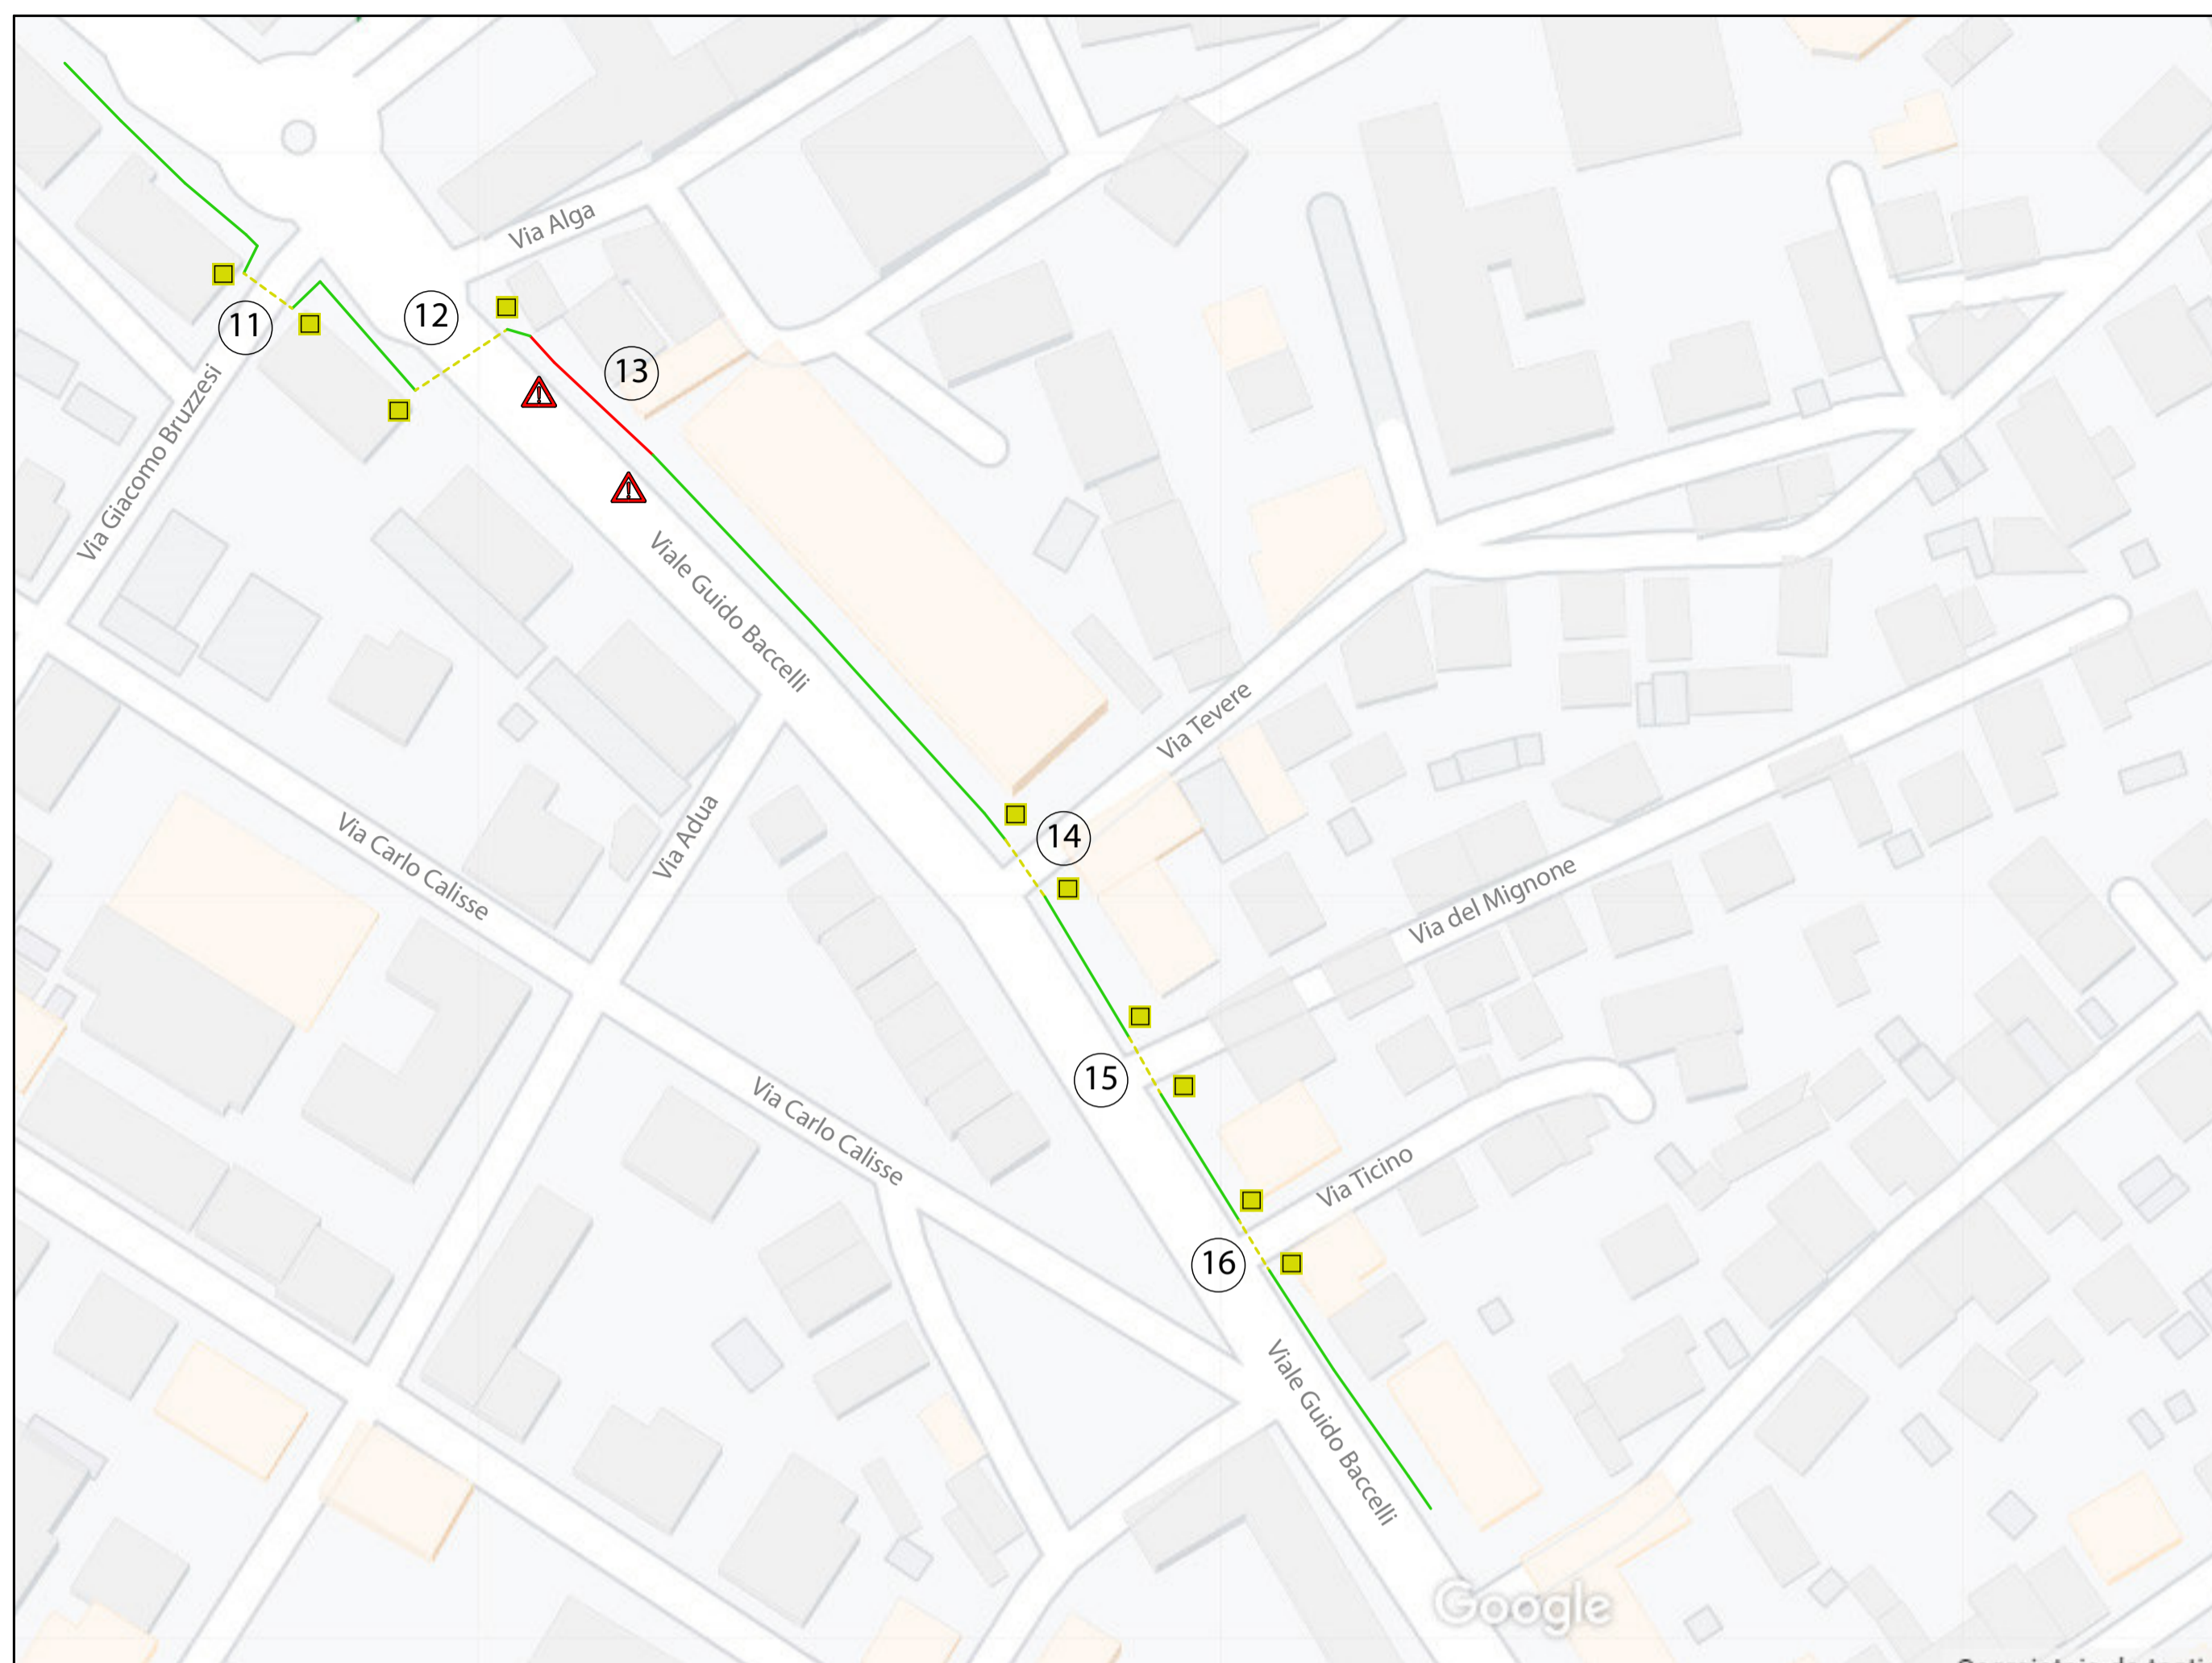 Via Alga
11
12
13
Via Giacomo Bruzzesi
Viale Guido Baccelli
Via Tevere
14
Via Carlo Calisse
Via Adua
Via del Mignone
15
Via Carlo Calisse
Via Ticino
16
Viale Guido Baccelli
Google